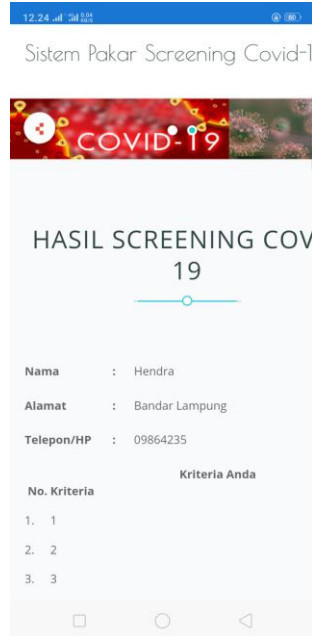 12.24
60
Sistem Pakar Screening Covid-1
COVID-19
HASIL SCREENING COV
19
Nama : Hendra
Alamat : Bandar Lampung
Telepon/HP : 09864235
Kriteria Anda
No. Kriteria
1. 1
2. 2
3. 3